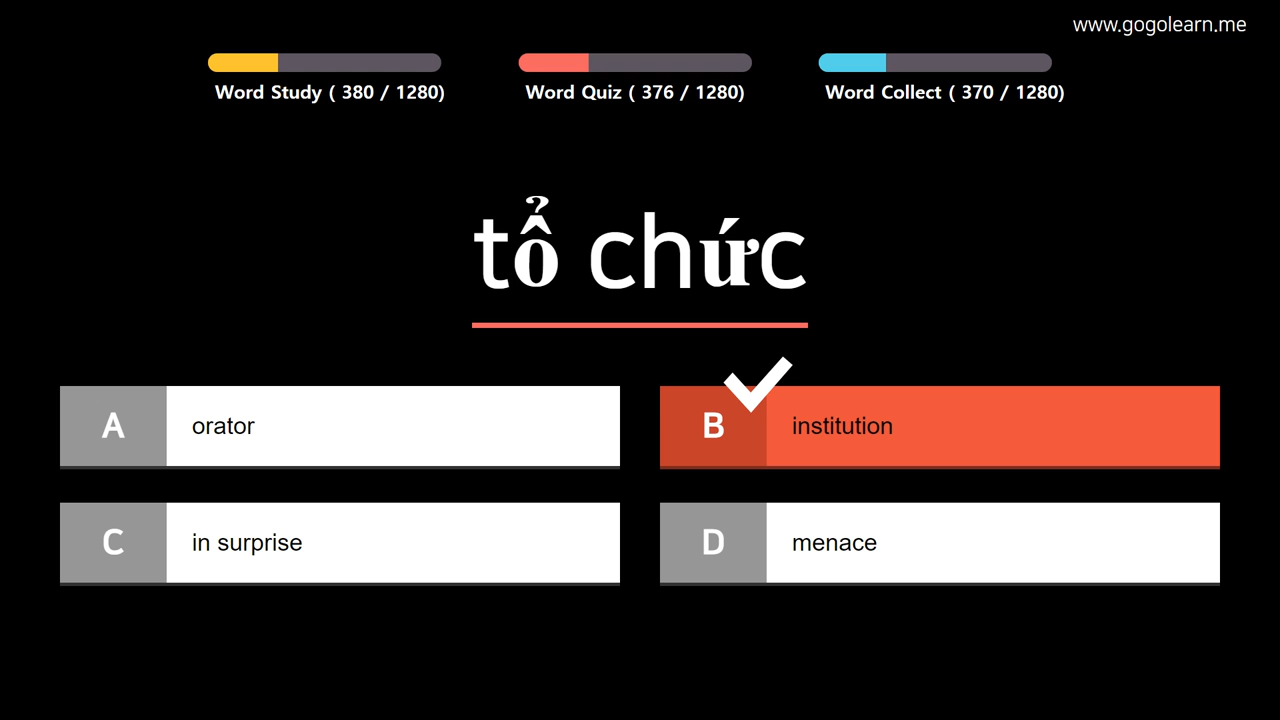 www.gogolearn.me
Word Study ( 380 / 1280)
Word Quiz ( 376 / 1280)
Word Collect ( 370 / 1280)
tổ chức
A orator
B institution
C in surprise
D menace